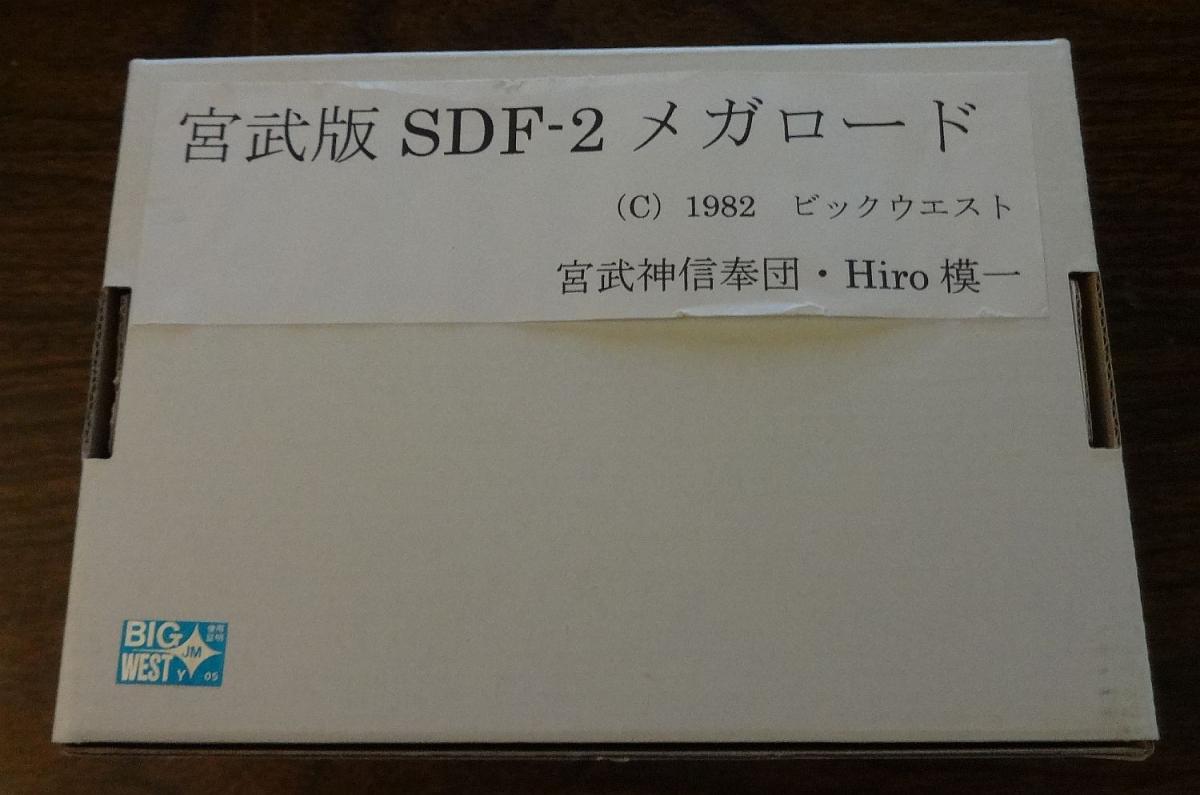 宮武版 SDF-2 メガロード
(C) 1982　ビックウエスト
宮武神信奉団・Hiro 模一
BIG
WEST
JM
Y 05